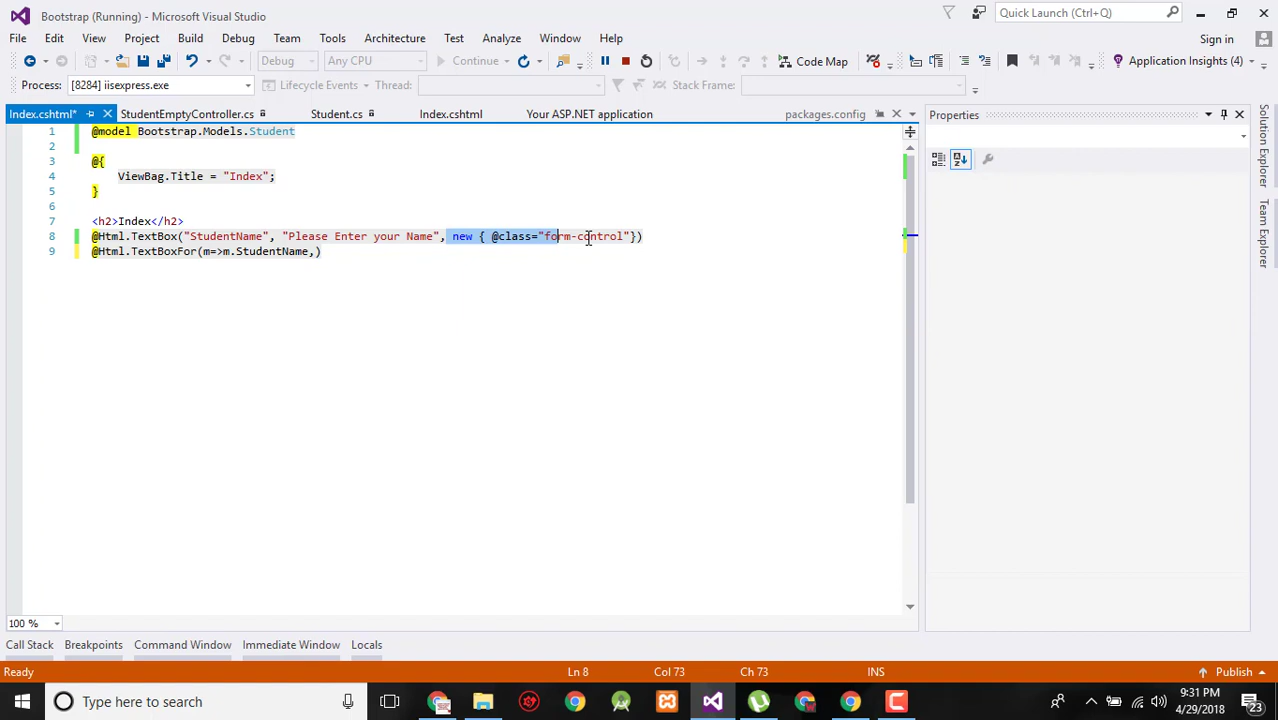 Bootstrap (Running) - Microsoft Visual Studio
Quick Launch (Ctrl+Q)
File Edit View Project Build Debug Team Tools Architecture Test Analyze Window Help
Sign in
Debug Any CPU Continue Code Map Application Insights (4)
Process: [8284] iisexpress.exe Lifecycle Events Thread: Stack Frame:
Index.cshtml* StudentEmptyController.cs Student.cs Index.cshtml Your ASP.NET application packages.config
Properties
Solution Explorer
Team Explorer
1 @model Bootstrap.Models.Student
2
3 @{
4 ViewBag.Title = "Index";
5 }
6
7 <h2>Index</h2>
8 @Html.TextBox("StudentName", "Please Enter your Name", new { @class="form-control"})
9 @Html.TextBoxFor(m=>m.StudentName,)
100 %
Call Stack Breakpoints Command Window Immediate Window Locals
Ready Ln 8 Col 73 Ch 73 INS Publish
Type here to search
9:31 PM
4/29/2018
23